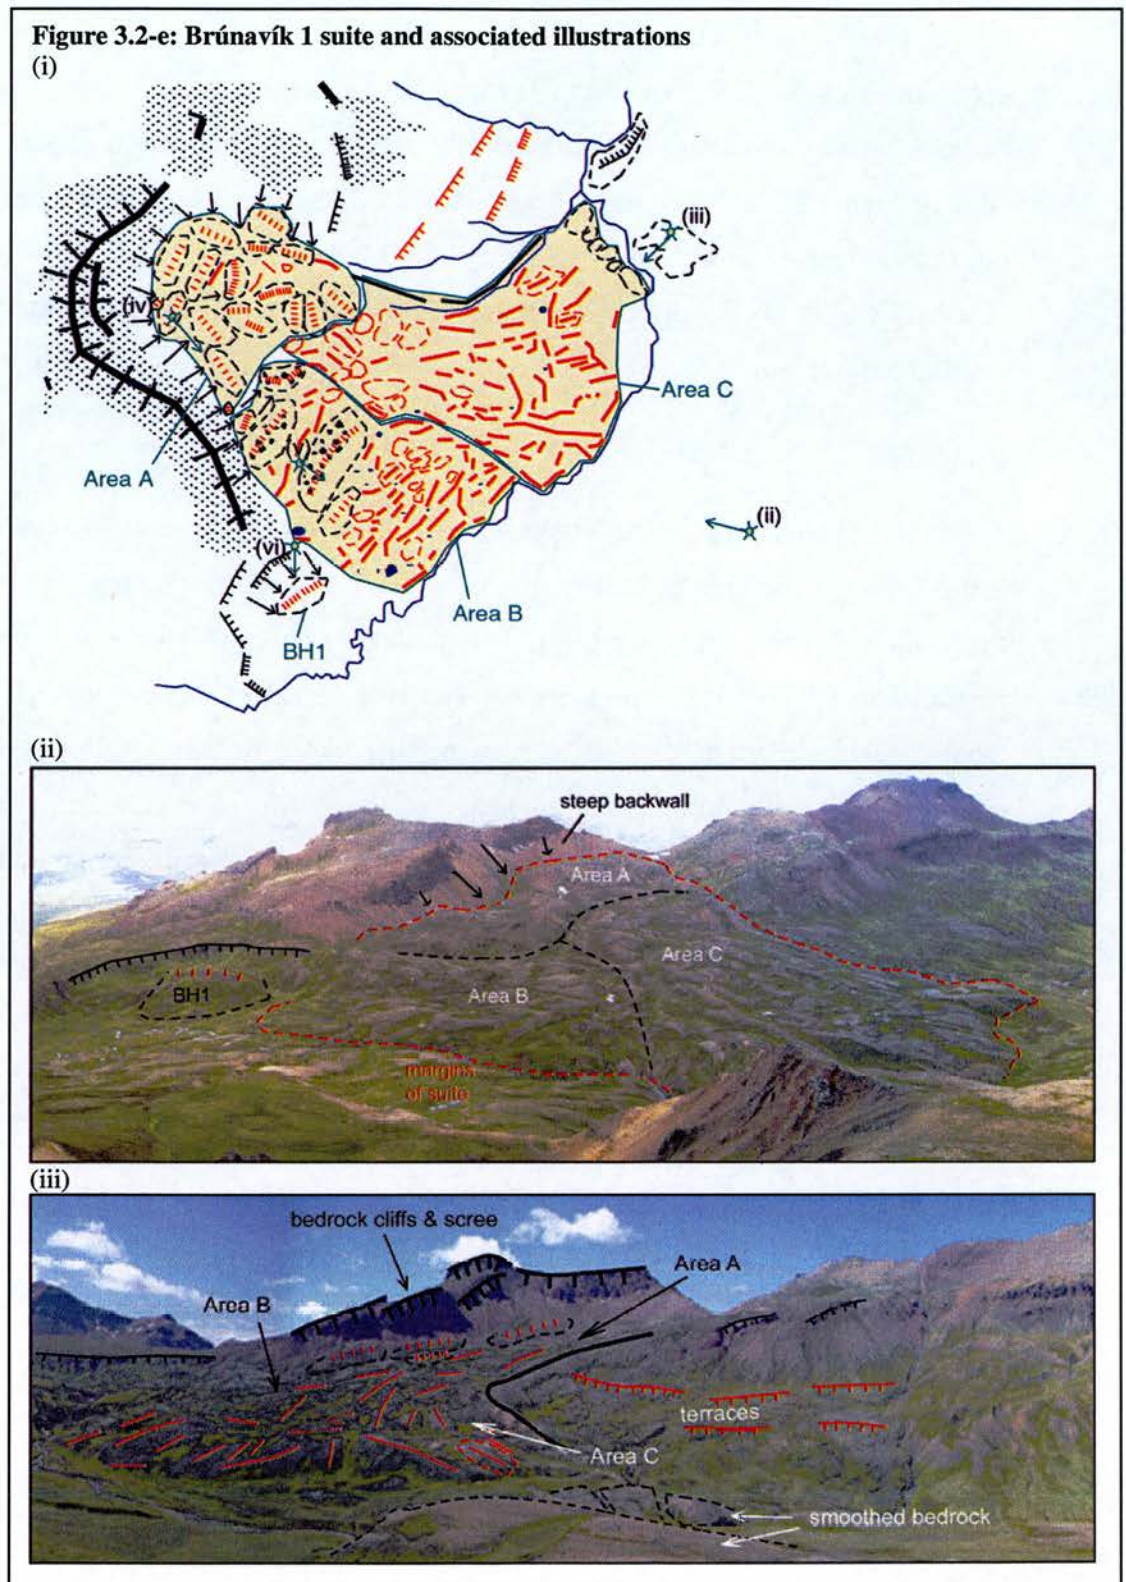 Figure 3.2-e: Brúnavík 1 suite and associated illustrations
(i)
(iii)
(iv)
Area C
Area A
(v)
(ii)
(vi)
Area B
BH1
(ii)
steep backwall
Area A
Area C
BH1
Area B
margins
of suite
(iii)
bedrock cliffs & scree
Area A
Area B
terraces
Area C
smoothed bedrock